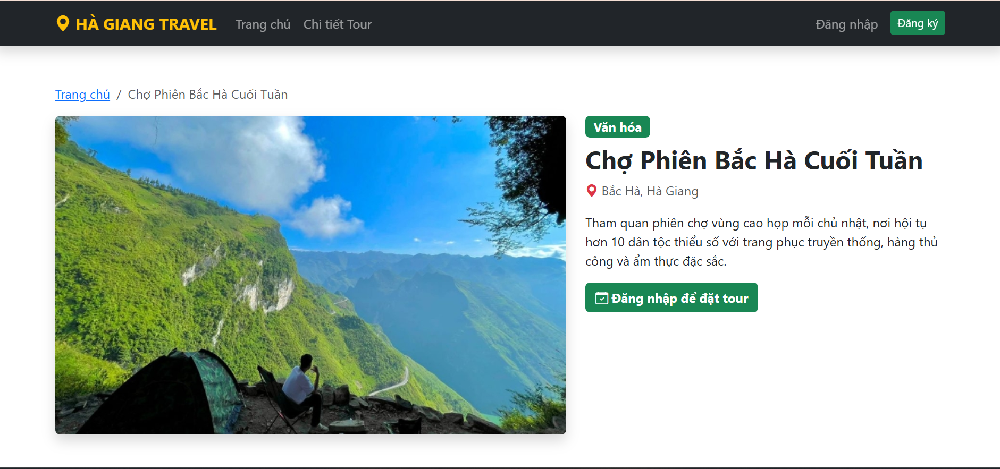 HÀ GIANG TRAVEL Trang chủ Chi tiết Tour Đăng nhập Đăng ký
Trang chủ / Chợ Phiên Bắc Hà Cuối Tuần
Văn hóa
Chợ Phiên Bắc Hà Cuối Tuần
Bắc Hà, Hà Giang
Tham quan phiên chợ vùng cao họp mỗi chủ nhật, nơi hội tụ
hơn 10 dân tộc thiểu số với trang phục truyền thống, hàng thủ
công và ẩm thực đặc sắc.
Đăng nhập để đặt tour